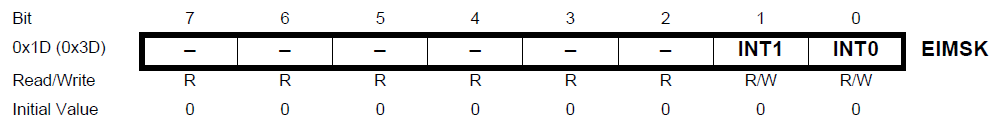 Bit 7 6 5 4 3 2 1 0
0x1D (0x3D) – – – – – – INT1 INT0 EIMSK
Read/Write R R R R R R R/W R/W
Initial Value 0 0 0 0 0 0 0 0